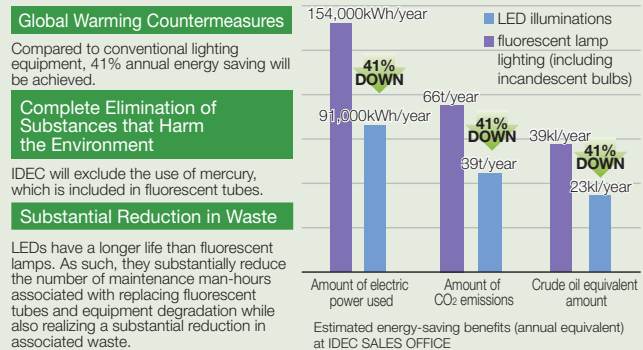 Global Warming Countermeasures
Compared to conventional lighting
equipment, 41% annual energy saving will
be achieved.
Complete Elimination of
Substances that Harm
the Environment
IDEC will exclude the use of mercury,
which is included in fluorescent tubes.
Substantial Reduction in Waste
LEDs have a longer life than fluorescent
lamps. As such, they substantially reduce
the number of maintenance man-hours
associated with replacing fluorescent
tubes and equipment degradation while
also realizing a substantial reduction in
associated waste.
154,000kWh/year
LED illuminations
fluorescent lamp
lighting (including
incandescent bulbs)
41%
DOWN
91,000kWh/year
66t/year
41%
DOWN
39t/year
39kl/year
41%
DOWN
23kl/year
Amount of electric
power used
Amount of
CO2 emissions
Crude oil equivalent
amount
Estimated energy-saving benefits (annual equivalent)
at IDEC SALES OFFICE